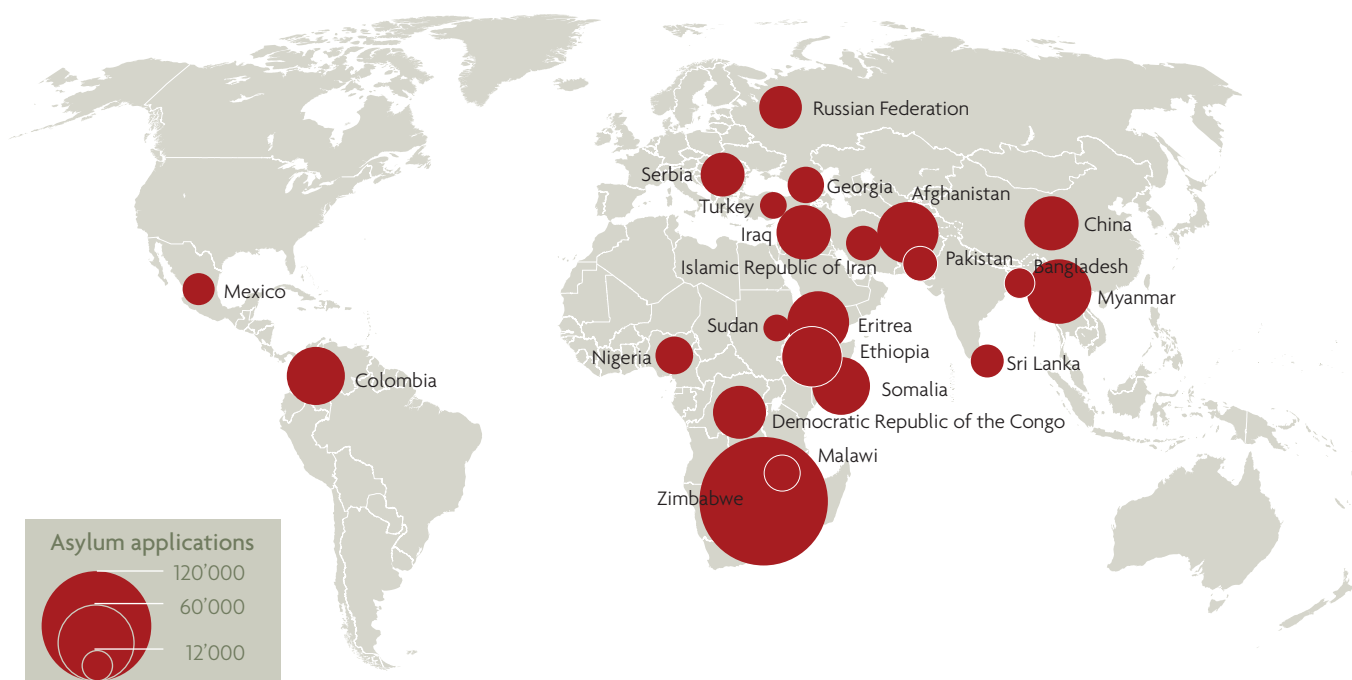 Russian Federation
Serbia
Georgia
Afghanistan
Turkey
China
Iraq
Pakistan
Islamic Republic of Iran
Bangladesh
Mexico
Myanmar
Sudan
Eritrea
Ethiopia
Nigeria
Sri Lanka
Colombia
Somalia
Democratic Republic of the Congo
Malawi
Zimbabwe
Asylum applications
120’000
60’000
12’000